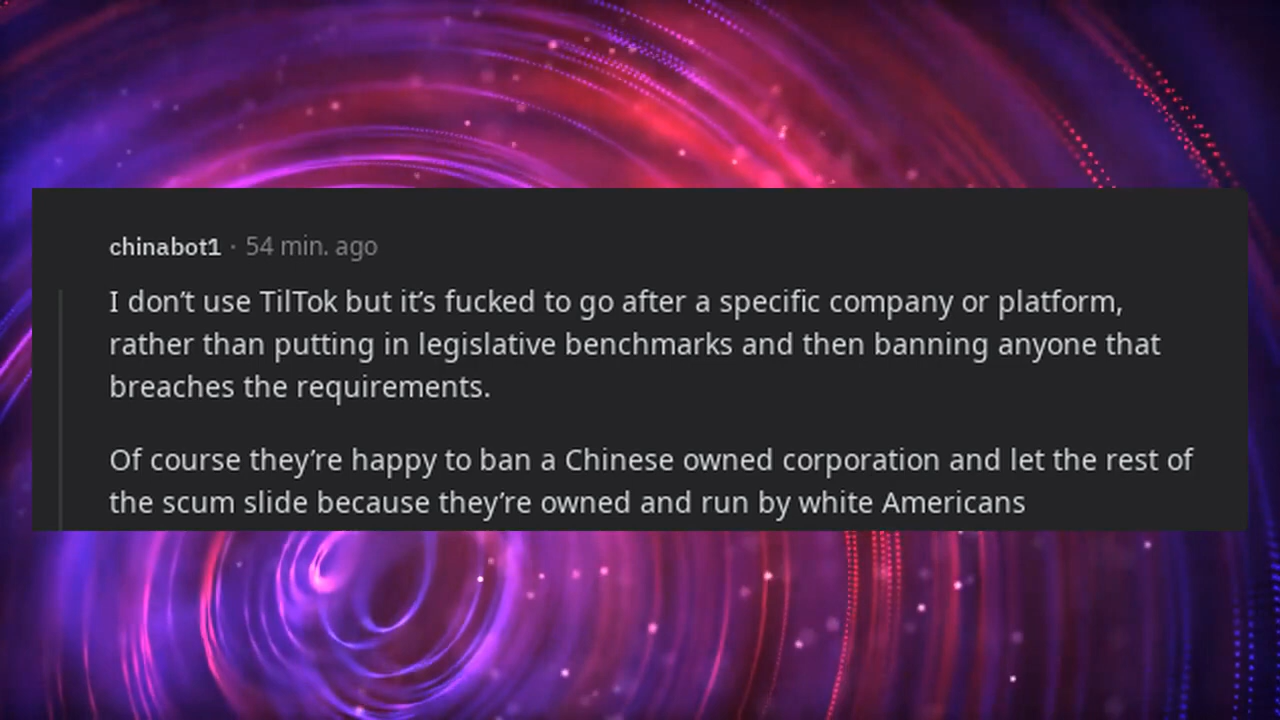 chinabot1 · 54 min. ago
I don’t use TilTok but it’s fucked to go after a specific company or platform,
rather than putting in legislative benchmarks and then banning anyone that
breaches the requirements.
Of course they’re happy to ban a Chinese owned corporation and let the rest of
the scum slide because they’re owned and run by white Americans